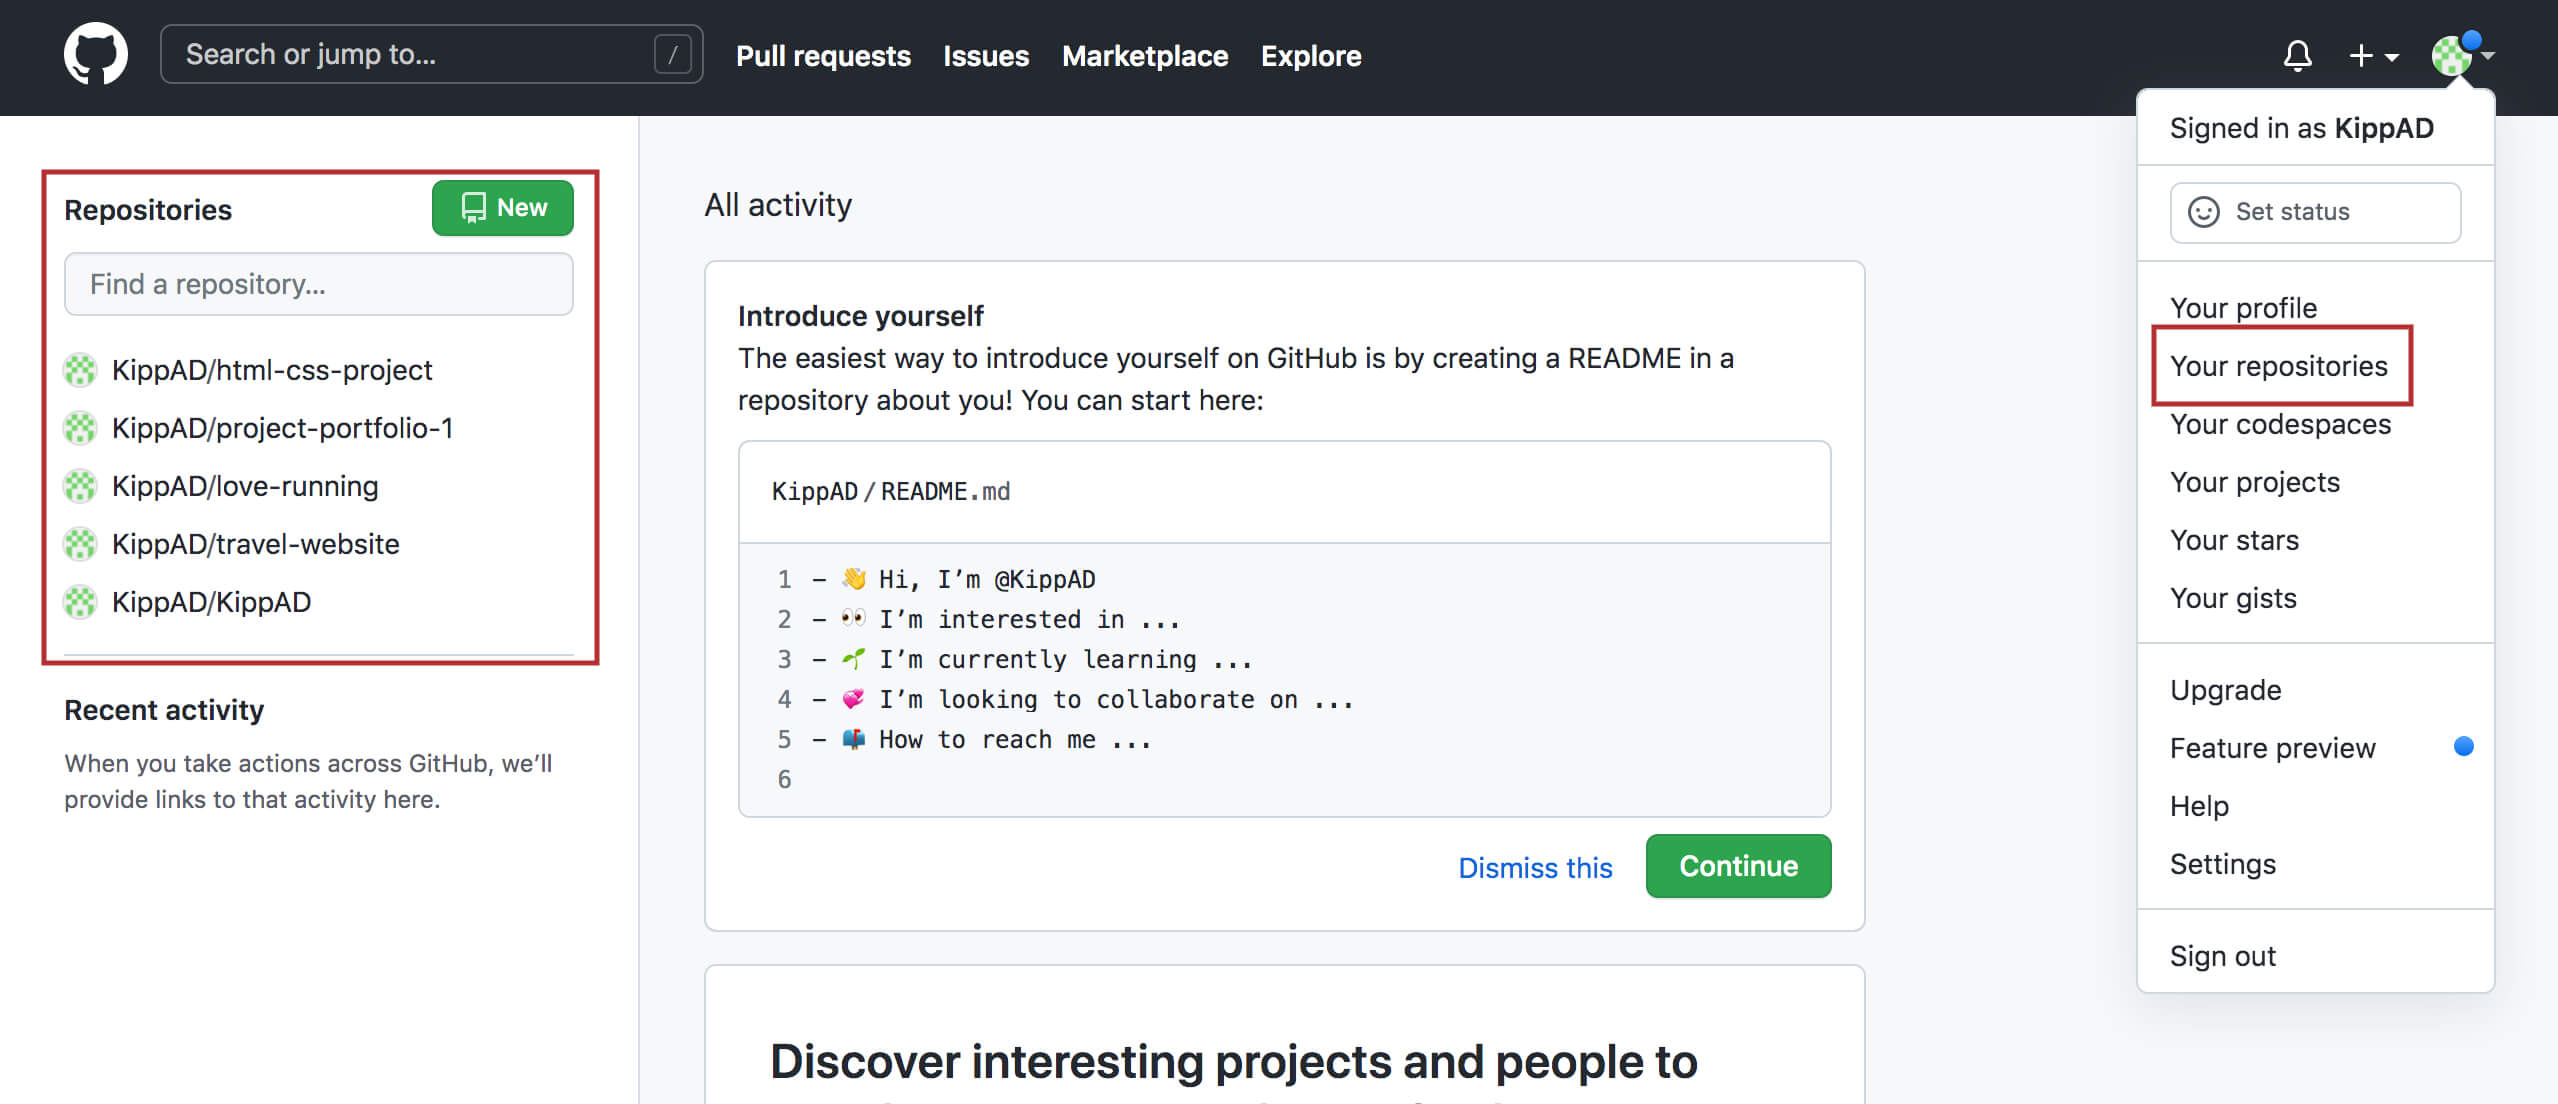 Search or jump to...
/
Pull requests
Issues
Marketplace
Explore
Repositories
New
Find a repository...
KippAD/html-css-project
KippAD/project-portfolio-1
KippAD/love-running
KippAD/travel-website
KippAD/KippAD
Recent activity
When you take actions across GitHub, we’ll
provide links to that activity here.
All activity
Introduce yourself
The easiest way to introduce yourself on GitHub is by creating a README in a
repository about you! You can start here:
KippAD / README.md
1 – 👋 Hi, I’m @KippAD
2 – 👀 I’m interested in ...
3 – 🌱 I’m currently learning ...
4 – 💞️ I’m looking to collaborate on ...
5 – 📫 How to reach me ...
6
Dismiss this
Continue
Discover interesting projects and people to
Signed in as KippAD
Set status
Your profile
Your repositories
Your codespaces
Your projects
Your stars
Your gists
Upgrade
Feature preview
Help
Settings
Sign out